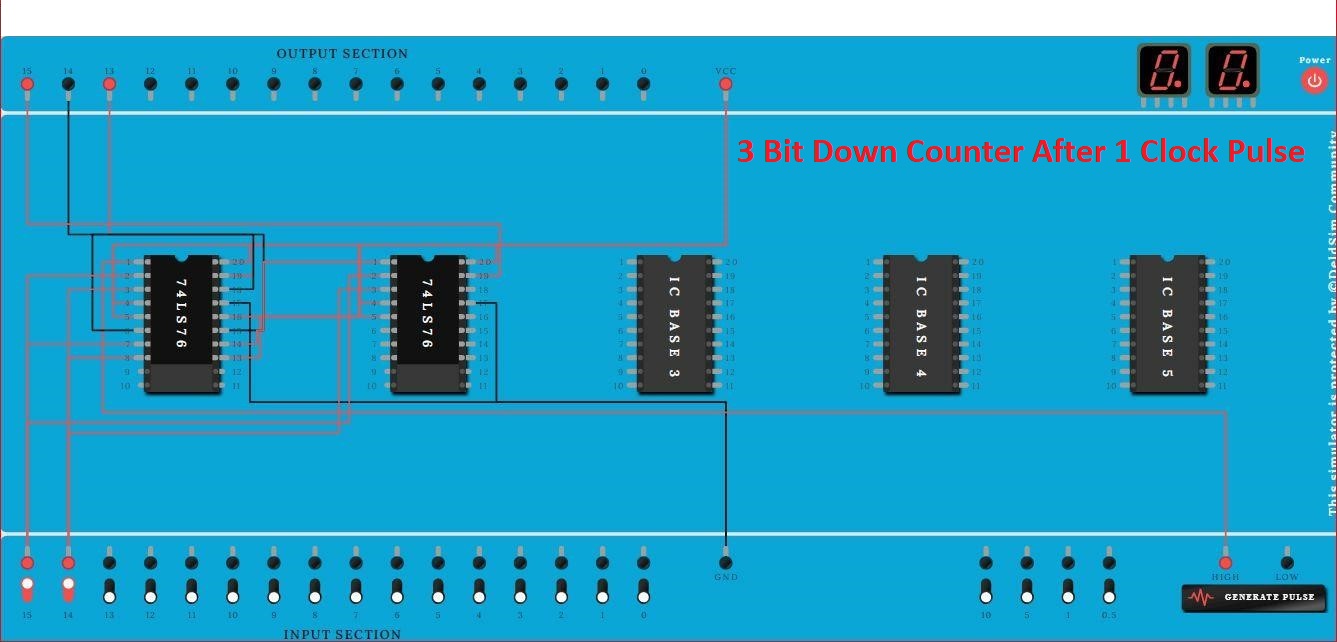 OUTPUT SECTION
15 14 13 12 11 10 9 8 7 6 5 4 3 2 1 0 VCC
Power
3 Bit Down Counter After 1 Clock Pulse
This simulator is protected by ©DeldSim Community
74LS76
74LS76
IC BASE 3
IC BASE 4
IC BASE 5
1 20 1 20 1 20 1 20 1 20
2 19 2 19 2 19 2 19 2 19
3 18 3 3 18 3 18 3 18
4 17 4 17 4 17 4 17 4 17
5 16 5 16 5 16 5 16 5 16
6 15 6 15 6 15 6 15 6 15
7 14 7 14 7 14 7 14 7 14
8 13 8 13 8 13 8 13 8 13
9 12 9 12 9 12 9 12 9 12
10 11 10 11 10 11 10 11 10 11
GND HIGH LOW
GENERATE PULSE
15 14 13 12 11 10 9 8 7 6 5 4 3 2 1 0 10 5 1 0.5
INPUT SECTION